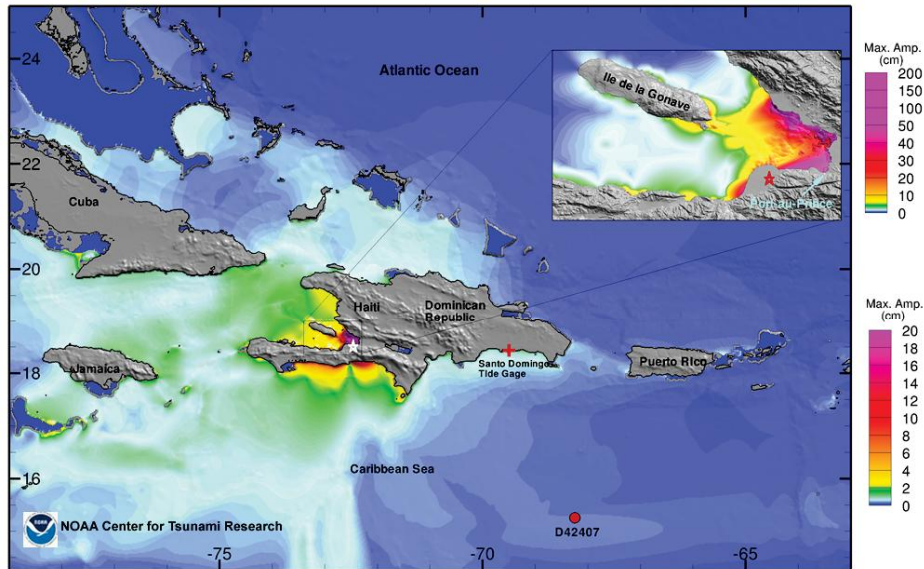 24
Atlantic Ocean
Ile de la Gonave
Port-au-Prince
Max. Amp.
(cm)
200
150
100
50
40
30
20
10
0
22
Cuba
20
Haiti
Dominican
Republic
Santo Domingo
Tide Gage
Puerto Rico
18
Jamaica
Max. Amp.
(cm)
20
18
16
14
12
10
8
6
4
2
0
16
Caribbean Sea
D42407
NOAA
NOAA Center for Tsunami Research
-75
-70
-65